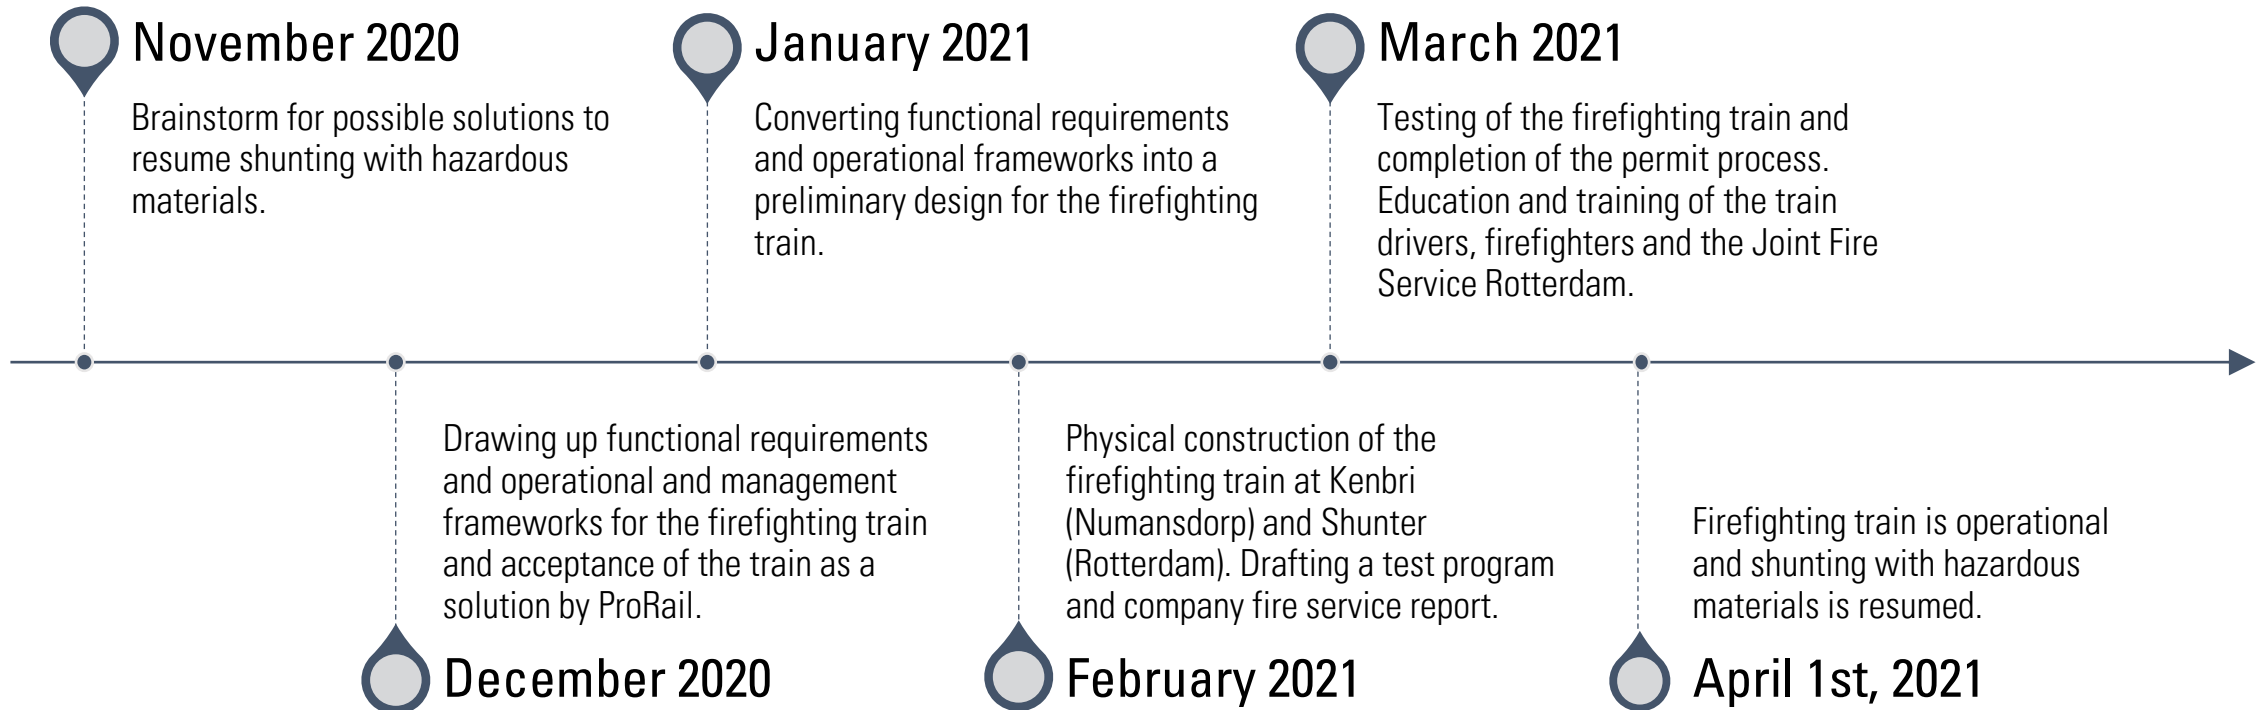 November 2020
Brainstorm for possible solutions to
resume shunting with hazardous
materials.
Drawing up functional requirements
and operational and management
frameworks for the firefighting train
and acceptance of the train as a
solution by ProRail.
December 2020
January 2021
Converting functional requirements
and operational frameworks into a
preliminary design for the firefighting
train.
Physical construction of the
firefighting train at Kenbri
(Numansdorp) and Shunter
(Rotterdam). Drafting a test program
and company fire service report.
February 2021
March 2021
Testing of the firefighting train and
completion of the permit process.
Education and training of the train
drivers, firefighters and the Joint Fire
Service Rotterdam.
Firefighting train is operational
and shunting with hazardous
materials is resumed.
April 1st, 2021